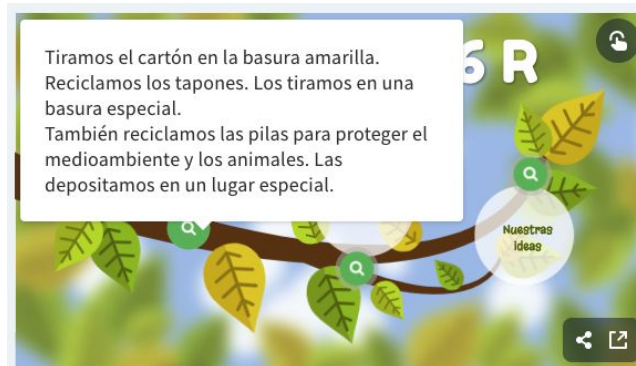 Tiramos el cartón en la basura amarilla.
Reciclamos los tapones. Los tiramos en una
basura especial.
También reciclamos las pilas para proteger el
medioambiente y los animales. Las
depositamos en un lugar especial.
6 R
Nuestras
ideas